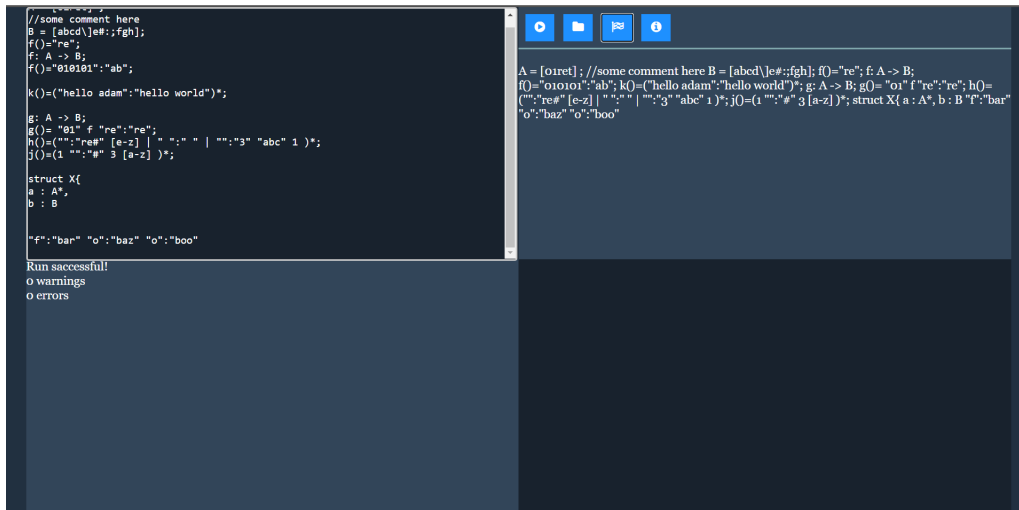 //some comment here
B = [abcd\]e#:;fgh];
f()="re";
f: A -> B;
f()="010101":"ab";
k()=("hello adam":"hello world")*;
g: A -> B;
g()= "01" f "re":"re";
h()=("":"re#" [e-z] | " ":" " | "":"3" "abc" 1 )*;
j()=(1 "":"#" 3 [a-z] )*;
struct X{
a : A*,
b : B
"f":"bar" "o":"baz" "o":"boo"
A = [01ret] ; //some comment here B = [abcd\]e#:;fgh]; f()="re"; f: A -> B;
f()="010101":"ab"; k()=("hello adam":"hello world")*; g: A -> B; g()= "01" f "re":"re"; h()=
("":"re#" [e-z] | " ":" " | "":"3" "abc" 1 )*; j()=(1 "":"#" 3 [a-z] )*; struct X{ a : A*, b : B "f":"bar"
"o":"baz" "o":"boo"
Run saccessful!
0 warnings
0 errors